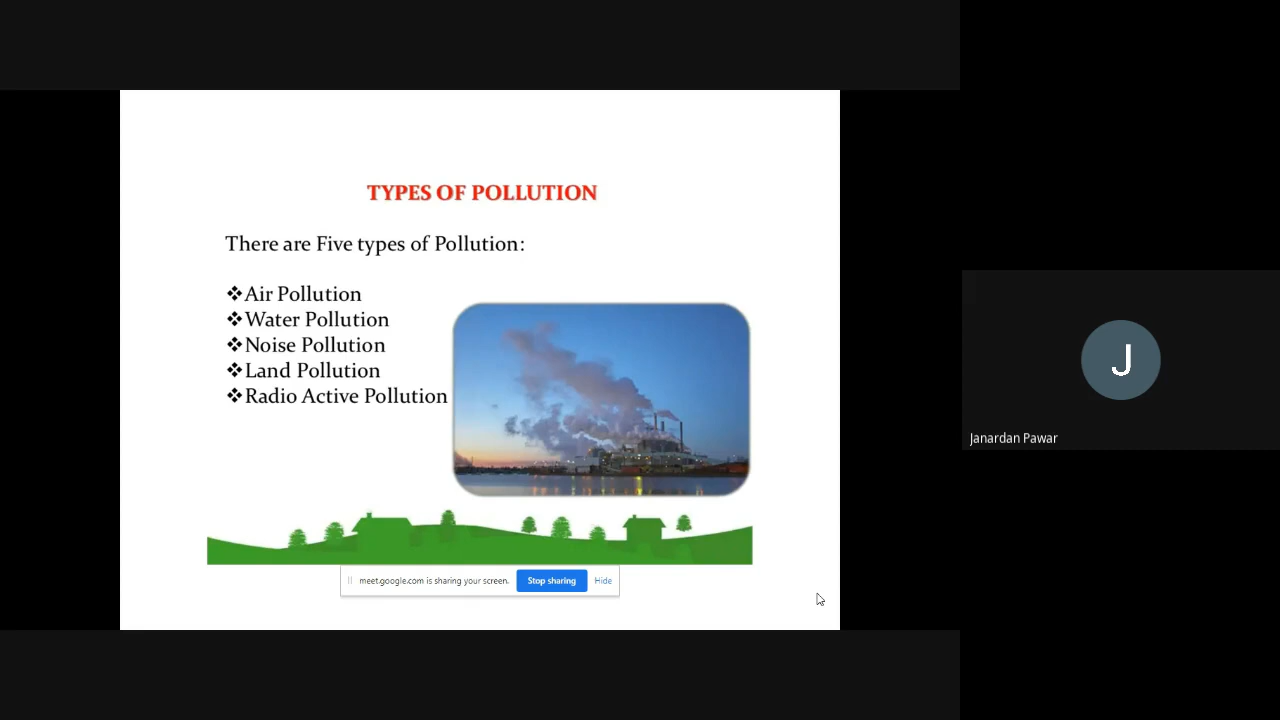 TYPES OF POLLUTION
There are Five types of Pollution:
❖Air Pollution
❖Water Pollution
❖Noise Pollution
❖Land Pollution
❖Radio Active Pollution
meet.google.com is sharing your screen. Stop sharing Hide
J
Janardan Pawar